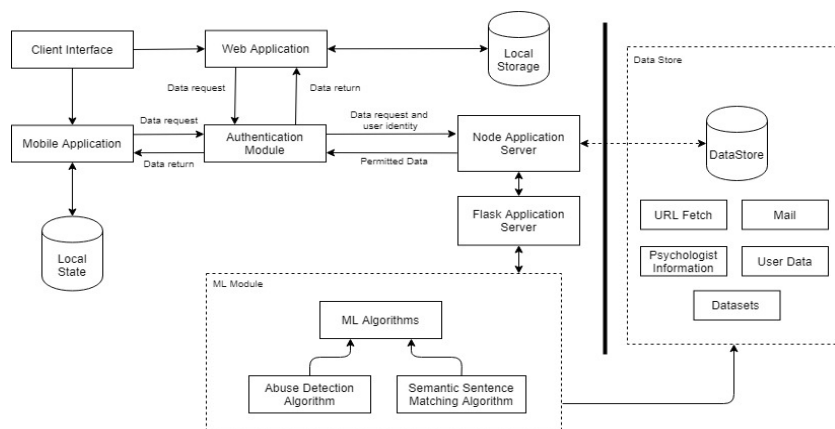 Client Interface
Web Application
Local
Storage
Data Store
Data request
Data return
Data request
Data request and
user identity
Mobile Application
Authentication
Module
Node Application
Server
DataStore
Data return
Permitted Data
URL Fetch
Mail
Flask Application
Server
Local
State
Psychologist
Information
User Data
ML Module
Datasets
ML Algorithms
Abuse Detection
Algorithm
Semantic Sentence
Matching Algorithm